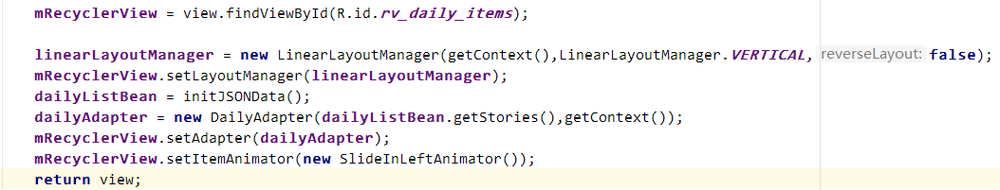 mRecyclerView = view.findViewById(R.id.rv_daily_items);
linearLayoutManager = new LinearLayoutManager(getContext(),LinearLayoutManager.VERTICAL, reverseLayout: false);
mRecyclerView.setLayoutManager(linearLayoutManager);
dailyListBean = initJSONData();
dailyAdapter = new DailyAdapter(dailyListBean.getStories(),getContext());
mRecyclerView.setAdapter(dailyAdapter);
mRecyclerView.setItemAnimator(new SlideInLeftAnimator());
return view;